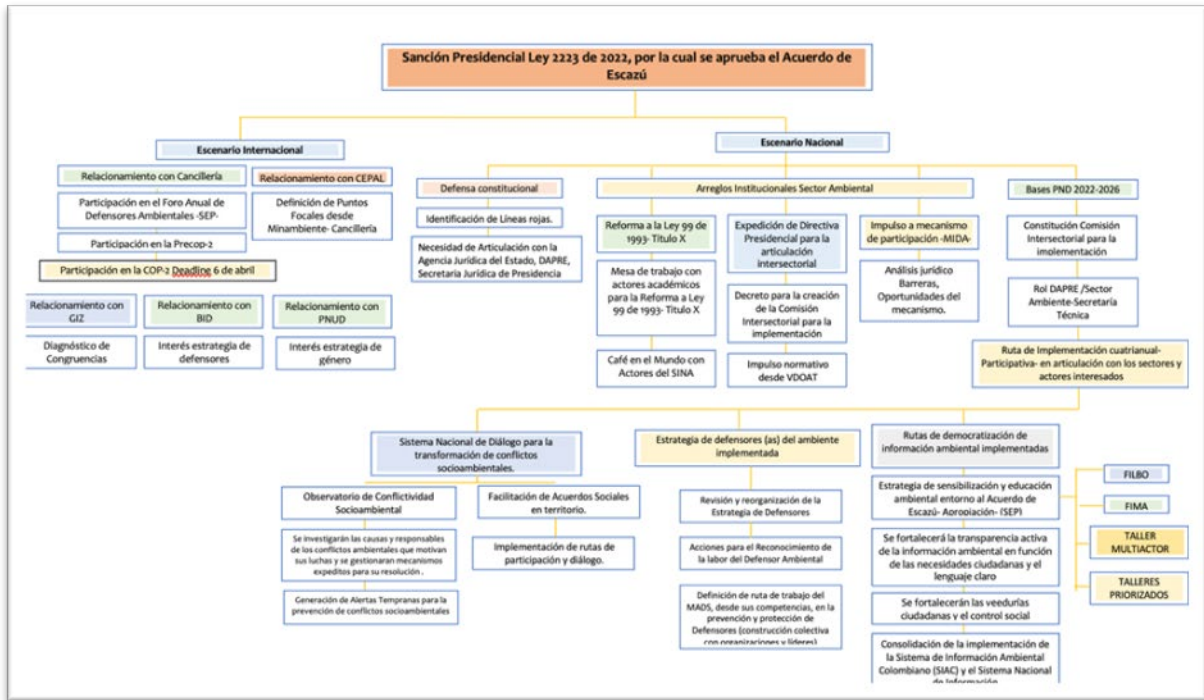 Sanción Presidencial Ley 2223 de 2022, por la cual se aprueba el Acuerdo de
Escazú
Escenario Internacional
Relacionamiento con Cancillería
Participación en el Foro Anual de
Defensores Ambientales -SEP-
Participación en la Precop-2
Participación en la COP-2 Deadline 6 de abril
Relacionamiento con CEPAL
Definición de Puntos
Focales desde
Minambiente- Cancillería
Relacionamiento con
GIZ
Diagnóstico de
Congruencias
Relacionamiento con
BID
Interés estrategia de
defensores
Relacionamiento con
PNUD
Interés estrategia de
género
Escenario Nacional
Defensa constitucional
Identificación de Líneas rojas.
Necesidad de Articulación con la
Agencia Jurídica del Estado, DAPRE,
Secretaria Jurídica de Presidencia
Arreglos Institucionales Sector Ambiental
Reforma a la Ley 99 de
1993- Titulo X
Mesa de trabajo con
actores académicos
para la Reforma a Ley
99 de 1993- Titulo X
Café en el Mundo con
Actores del SINA
Expedición de Directiva
Presidencial para la
articulación
intersectorial
Decreto para la creación
de la Comisión
Intersectorial para la
implementación
Impulso normativo
desde VDOAT
Impulso a mecanismo
de participación -MIDA-
Análisis jurídico
Barreras,
Oportunidades del
mecanismo.
Bases PND 2022-2026
Constitución Comisión
Intersectorial para la
implementación
Rol DAPRE /Sector
Ambiente-Secretaría
Técnica
Ruta de Implementación cuatrianual-
Participativa- en articulación con los sectores y
actores interesados
Sistema Nacional de Diálogo para la
transformación de conflictos
socioambientales.
Observatorio de Conflictividad
Socioambiental
Se investigarán las causas y responsables
de los conflictos ambientales que motivan
sus luchas y se gestionaran mecanismos
expeditos para su resolución .
Generación de Alertas Tempranas para la
prevención de conflictos socioambientales
Facilitación de Acuerdos Sociales
en territorio.
Implementación de rutas de
participación y diálogo.
Estrategia de defensores (as) del ambiente
implementada
Revisión y reorganización de la
Estrategia de Defensores
Acciones para el Reconocimiento de
la labor del Defensor Ambiental
Definición de ruta de trabajo del
MADS, desde sus competencias, en la
prevención y protección de
Defensores (construcción colectiva
con organizaciones y líderes)
Rutas de democratización de
información ambiental implementadas
Estrategia de sensibilización y educación
ambiental entorno al Acuerdo de
Escazú- Apropiación- (SEP)
Se fortalecerá la transparencia activa
de la información ambiental en función
de las necesidades ciudadanas y el
lenguaje claro
Se fortalecerán las veedurías
ciudadanas y el control social
Consolidación de la implementación de
la Sistema de Información Ambiental
Colombiano (SIAC) y el Sistema Nacional
de Información
FILBO
FIMA
TALLER
MULTIACTOR
TALLERES
PRIORIZADOS